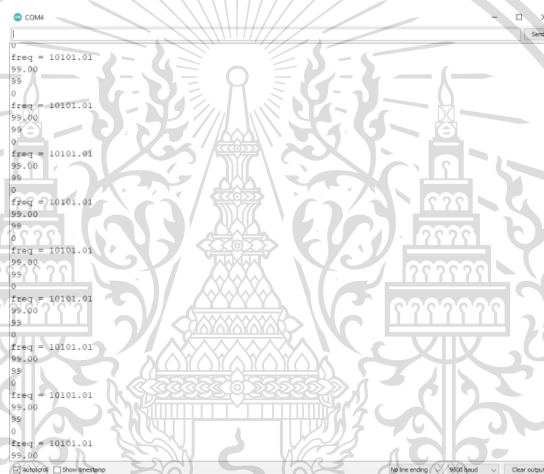 COM4
Send
0
freq = 10101.01
99.00
99
0
freq = 10101.01
99.00
99
0
freq = 10101.01
99.00
99
0
freq = 10101.01
99.00
99
0
freq = 10101.01
99.00
99
0
freq = 10101.01
99.00
99
0
freq = 10101.01
99.00
99
0
freq = 10101.01
99.00
99
0
freq = 10101.01
99.00
Autoscroll Show timestamp No line ending 9600 baud Clear output